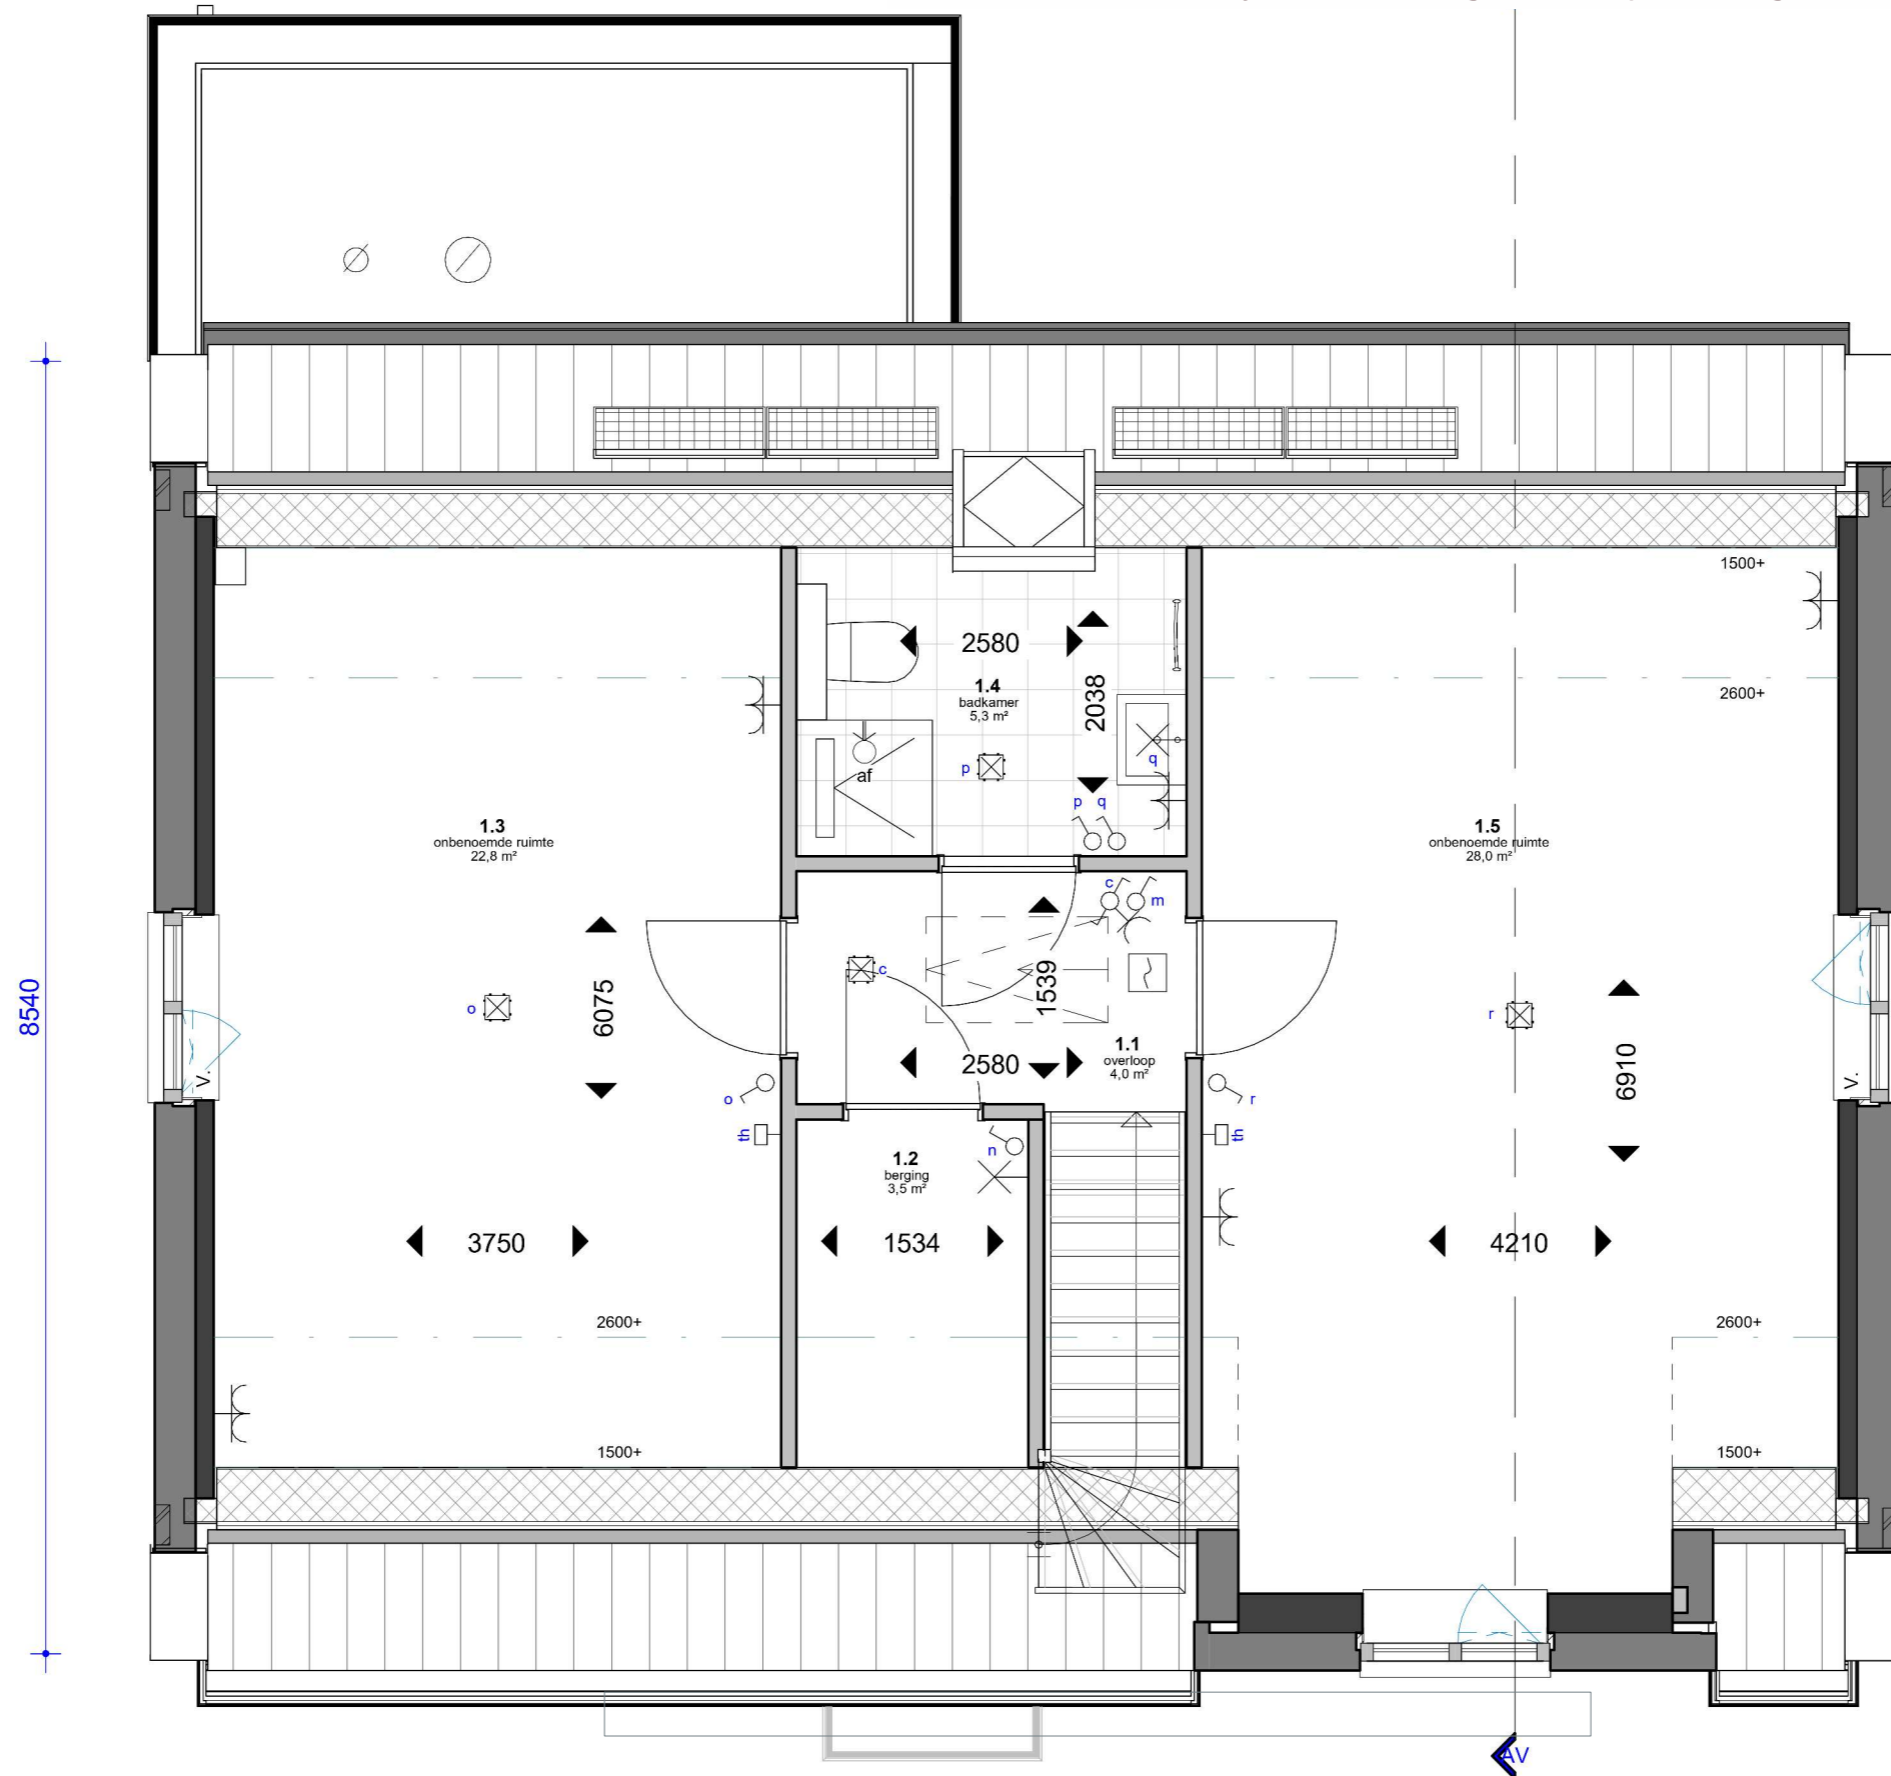 1500+
2600+
2580
2038
1.4
badkamer
5,3 m²
af
p
q
p q
1.3
onbenoemde ruimte
22,8 m²
1.5
onbenoemde ruimte
28,0 m²
c
m
c
1539
8540
o
6075
r
6910
V.
V.
2580
1.1
overloop
4,0 m²
o
r
th
th
n
1.2
berging
3,5 m²
3750
1534
4210
2600+
2600+
1500+
1500+
AV